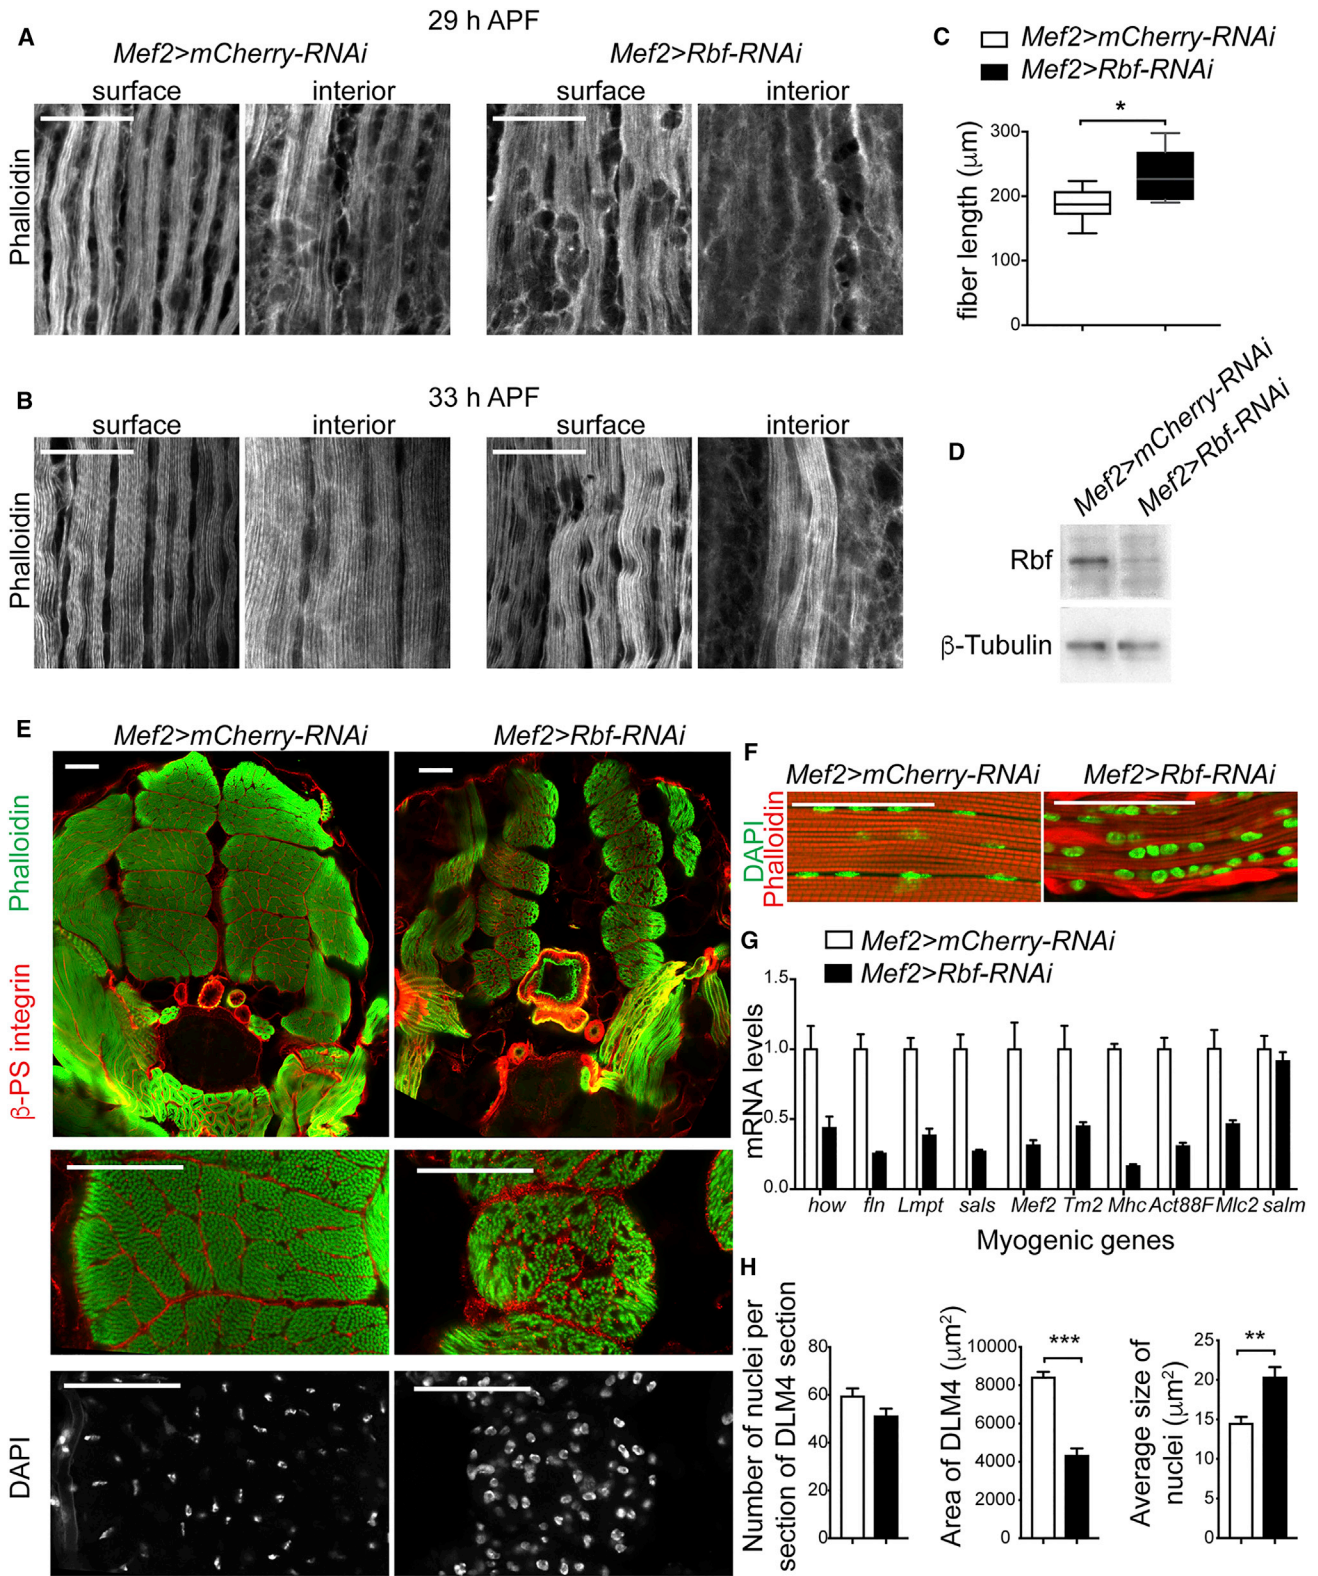 A
29 h APF
Mef2>mCherry-RNAi
Mef2>Rbf-RNAi
surface
interior
surface
interior
Phalloidin
B
33 h APF
surface
interior
surface
interior
Phalloidin
C
Mef2>mCherry-RNAi
Mef2>Rbf-RNAi
*
fiber length (μm)
300
200
100
0
D
Mef2>mCherry-RNAi
Mef2>Rbf-RNAi
Rbf
β-Tubulin
E
Mef2>mCherry-RNAi
Mef2>Rbf-RNAi
Phalloidin
β-PS integrin
DAPI
F
Mef2>mCherry-RNAi
Mef2>Rbf-RNAi
DAPI
Phalloidin
G
Mef2>mCherry-RNAi
Mef2>Rbf-RNAi
mRNA levels
1.5
1.0
0.5
0.0
how fln Lmpt sals Mef2 Tm2 Mhc Act88F Mlc2 salm
Myogenic genes
H
Number of nuclei per
section of DLM4 section
80
60
40
20
0
Area of DLM4 (μm²)
10000
8000
6000
4000
2000
0
***
Average size of
nuclei (μm²)
25
20
15
10
5
0
**